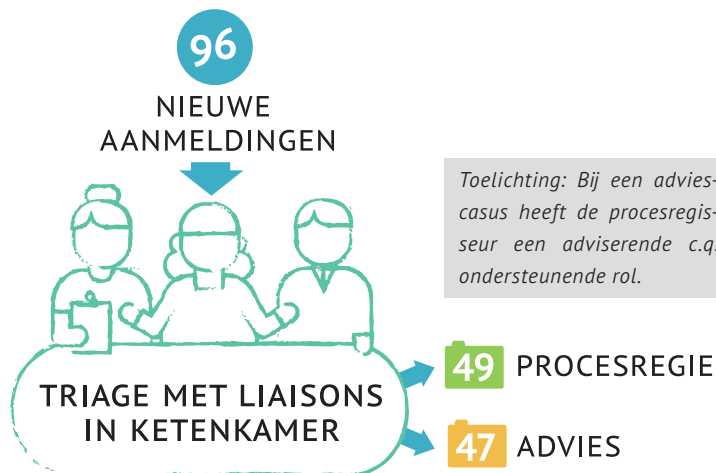 96
NIEUWE
AANMELDINGEN
Toelichting: Bij een advies-
casus heeft de procesregis-
seur een adviserende c.q.
ondersteunende rol.
TRIAGE MET LIAISONS
IN KETENKAMER
49 PROCESREGIE
47 ADVIES